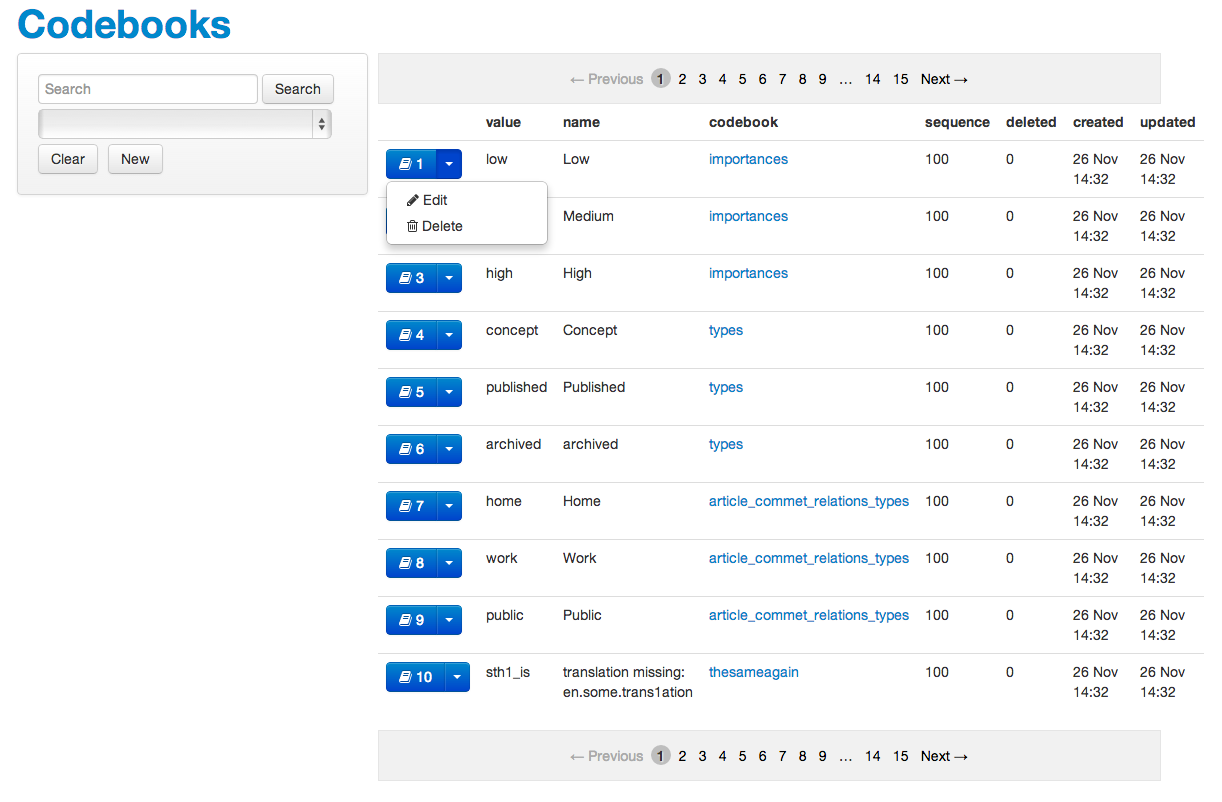 Codebooks
Search Search
Clear New
← Previous 1 2 3 4 5 6 7 8 9 … 14 15 Next →
value name codebook sequence deleted created updated
1 low Low importances 100 0 26 Nov 14:32 26 Nov 14:32
Edit
Delete
Medium importances 100 0 26 Nov 14:32 26 Nov 14:32
3 high High importances 100 0 26 Nov 14:32 26 Nov 14:32
4 concept Concept types 100 0 26 Nov 14:32 26 Nov 14:32
5 published Published types 100 0 26 Nov 14:32 26 Nov 14:32
6 archived archived types 100 0 26 Nov 14:32 26 Nov 14:32
7 home Home article_commet_relations_types 100 0 26 Nov 14:32 26 Nov 14:32
8 work Work article_commet_relations_types 100 0 26 Nov 14:32 26 Nov 14:32
9 public Public article_commet_relations_types 100 0 26 Nov 14:32 26 Nov 14:32
10 sth1_is translation missing: en.some.trans1ation thesameagain 100 0 26 Nov 14:32 26 Nov 14:32
← Previous 1 2 3 4 5 6 7 8 9 … 14 15 Next →